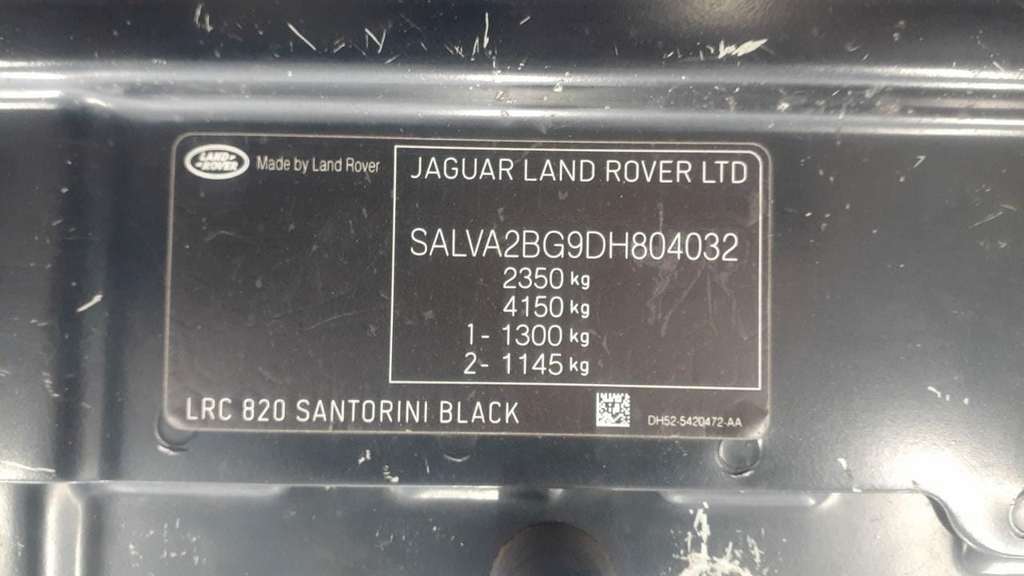 LAND
ROVER
Made by Land Rover
JAGUAR LAND ROVER LTD
SALVA2BG9DH804032
2350 kg
4150 kg
1- 1300 kg
2- 1145 kg
LRC 820 SANTORINI BLACK
DH52-5420472-AA